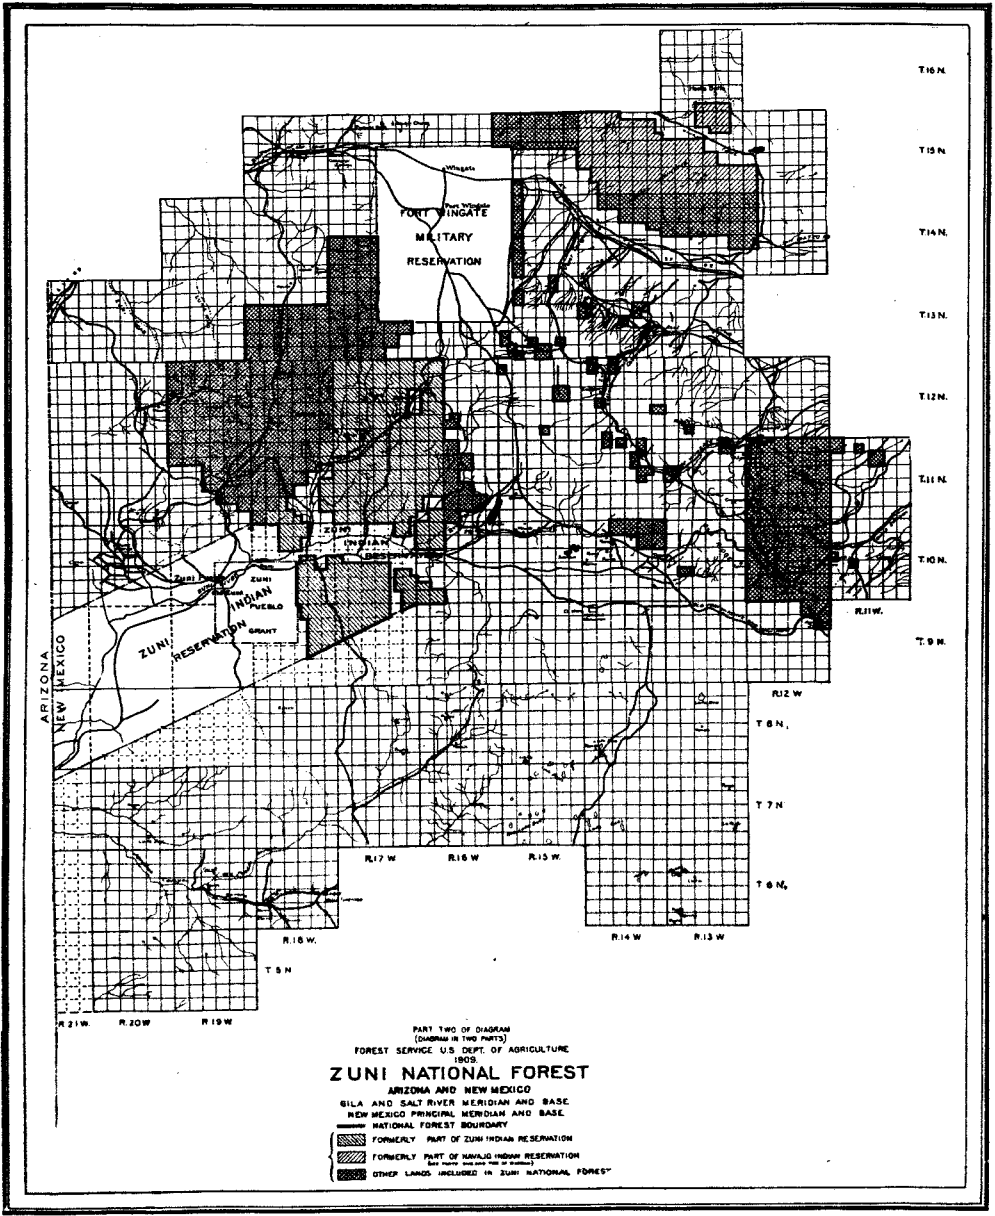 T.16 N.
T.15 N.
Wingate
Fort Wingate
FORT WINGATE
MILITARY
RESERVATION
T.14 N.
T.13 N.
T.12 N.
T.11 N.
T.10 N.
ZUNI
INDIAN
RESERVATION
ZUNI
PUEBLO
GRANT
ZUNI INDIAN
RESERVATION
R.11 W.
T. 9 N.
ARIZONA
NEW MEXICO
R.12 W
T 8 N.
T 7 N
R.17 W
R.16 W
R.15 W.
T 6 N.
R.18 W.
R.14 W
R.13 W
T 5 N
R.21 W.
R.20W
R.19W
PART TWO OF DIAGRAM
(DIAGRAM IN TWO PARTS)
FOREST SERVICE U.S. DEPT. OF AGRICULTURE
1909.
ZUNI NATIONAL FOREST
ARIZONA AND NEW MEXICO
GILA AND SALT RIVER MERIDIAN AND BASE
NEW MEXICO PRINCIPAL MERIDIAN AND BASE
NATIONAL FOREST BOUNDARY
FORMERLY PART OF ZUNI INDIAN RESERVATION
FORMERLY PART OF NAVAJO INDIAN RESERVATION
OTHER LANDS INCLUDED IN ZUNI NATIONAL FOREST